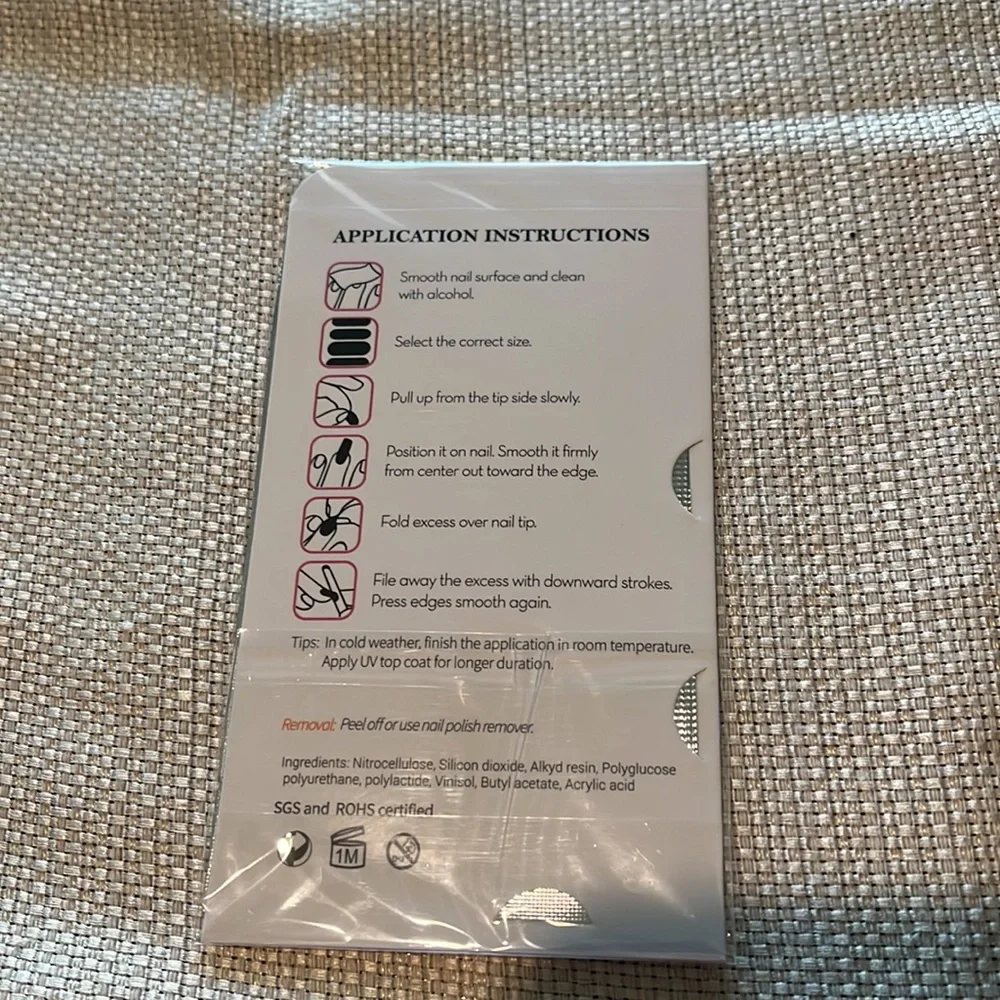 APPLICATION INSTRUCTIONS
Smooth nail surface and clean
with alcohol.
Select the correct size.
Pull up from the tip side slowly.
Position it on nail. Smooth it firmly
from center out toward the edge.
Fold excess over nail tip.
File away the excess with downward strokes.
Press edges smooth again.
Tips: In cold weather, finish the application in room temperature.
Apply UV top coat for longer duration.
Removal: Peel off or use nail polish remover.
Ingredients: Nitrocellulose, Silicon dioxide, Alkyd resin, Polyglucose
polyurethane, polylactide, Vinisol, Butyl acetate, Acrylic acid
SGS and ROHS certified
1M